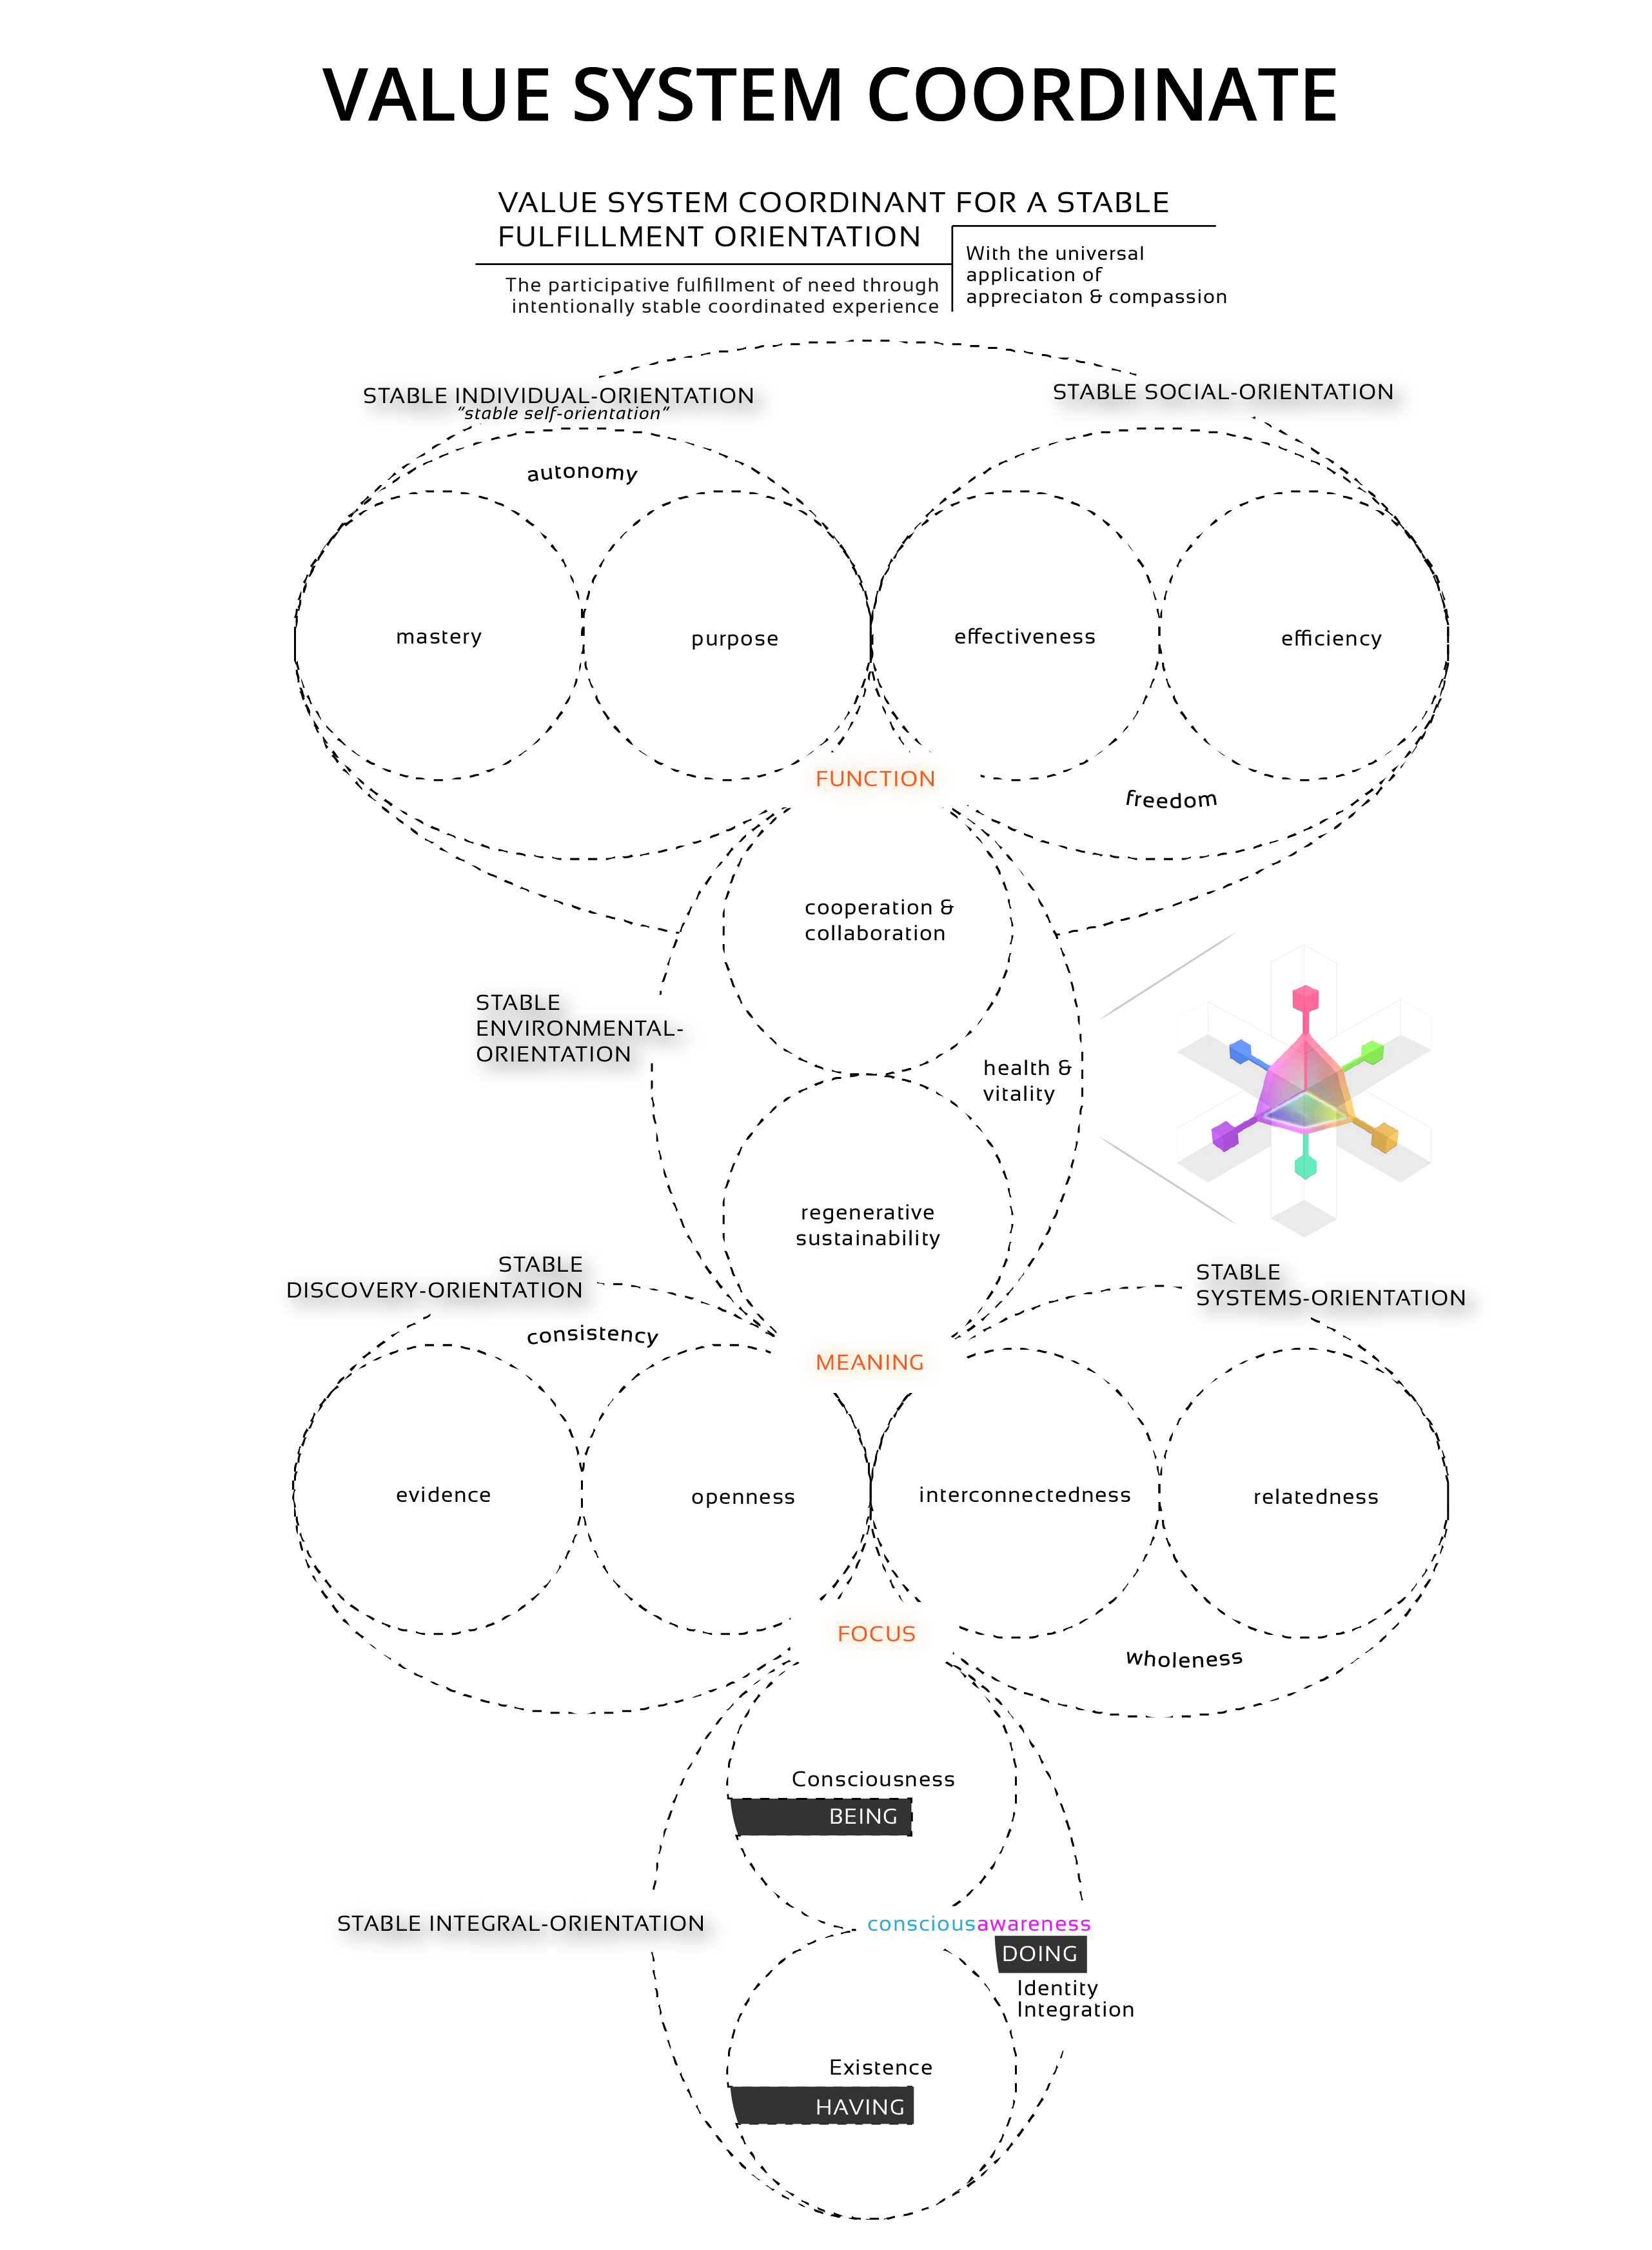 VALUE SYSTEM COORDINATE
VALUE SYSTEM COORDINANT FOR A STABLE
FULFILLMENT ORIENTATION
The participative fulfillment of need through
intentionally stable coordinated experience
With the universal
application of
appreciaton & compassion
STABLE INDIVIDUAL-ORIENTATION
"stable self-orientation"
STABLE SOCIAL-ORIENTATION
autonomy
mastery
purpose
effectiveness
efficiency
FUNCTION
freedom
cooperation &
collaboration
STABLE
ENVIRONMENTAL-
ORIENTATION
health &
vitality
regenerative
sustainability
STABLE
DISCOVERY-ORIENTATION
STABLE
SYSTEMS-ORIENTATION
consistency
MEANING
evidence
openness
interconnectedness
relatedness
FOCUS
wholeness
Consciousness
BEING
STABLE INTEGRAL-ORIENTATION
consciousawareness
DOING
Identity
Integration
Existence
HAVING